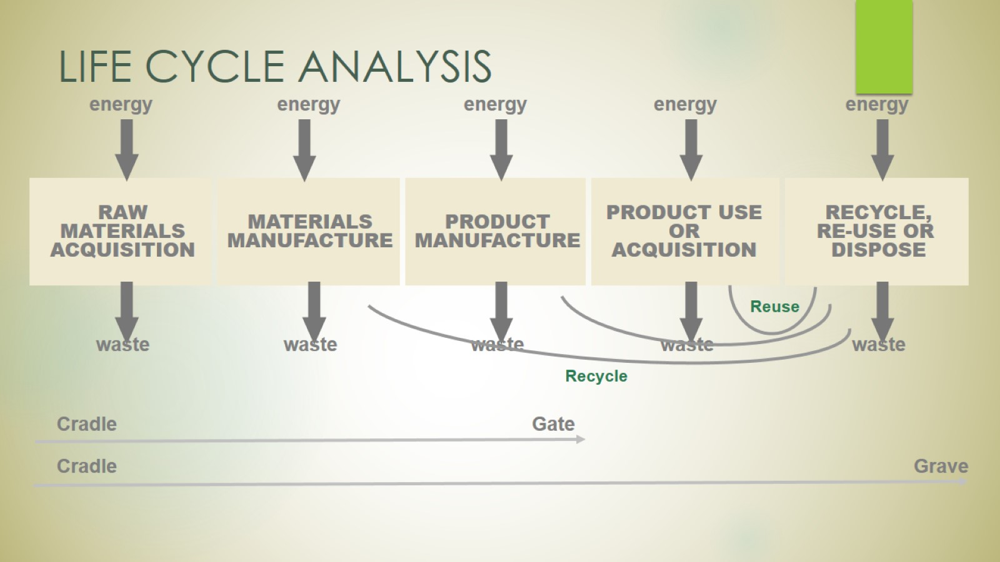 LIFE CYCLE ANALYSIS
energy energy energy energy energy
RAW
MATERIALS
ACQUISITION
MATERIALS
MANUFACTURE
PRODUCT
MANUFACTURE
PRODUCT USE
OR
ACQUISITION
RECYCLE,
RE-USE OR
DISPOSE
Reuse
waste waste waste waste waste
Recycle
Cradle Gate
Cradle Grave